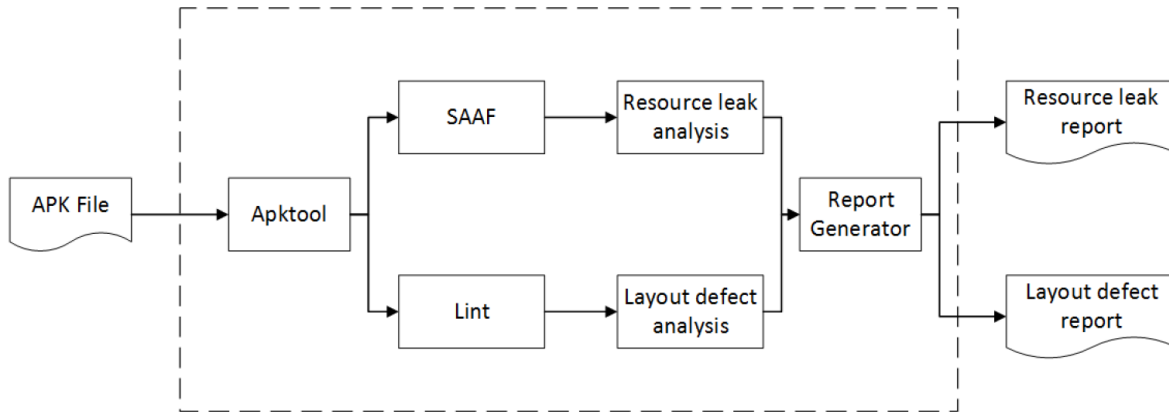 APK File
Apktool
SAAF
Resource leak
analysis
Lint
Layout defect
analysis
Report
Generator
Resource leak
report
Layout defect
report